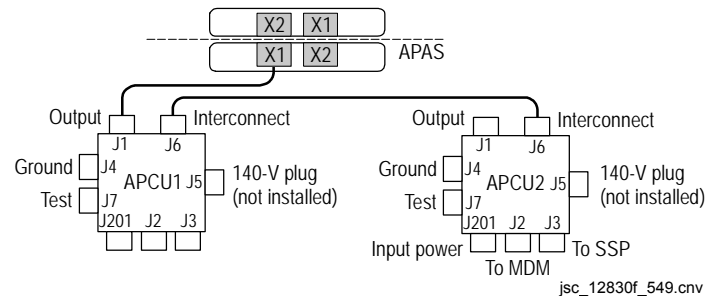 X2 X1
X1 X2 APAS
Output Interconnect Output Interconnect
J1 J6 J1 J6
Ground J4 140-V plug Ground J4 140-V plug
APCU1 J5 APCU2 J5
Test J7 (not installed) Test J7 (not installed)
J201 J2 J3 J201 J2 J3
Input power To SSP
To MDM
jsc_12830f_549.cnv